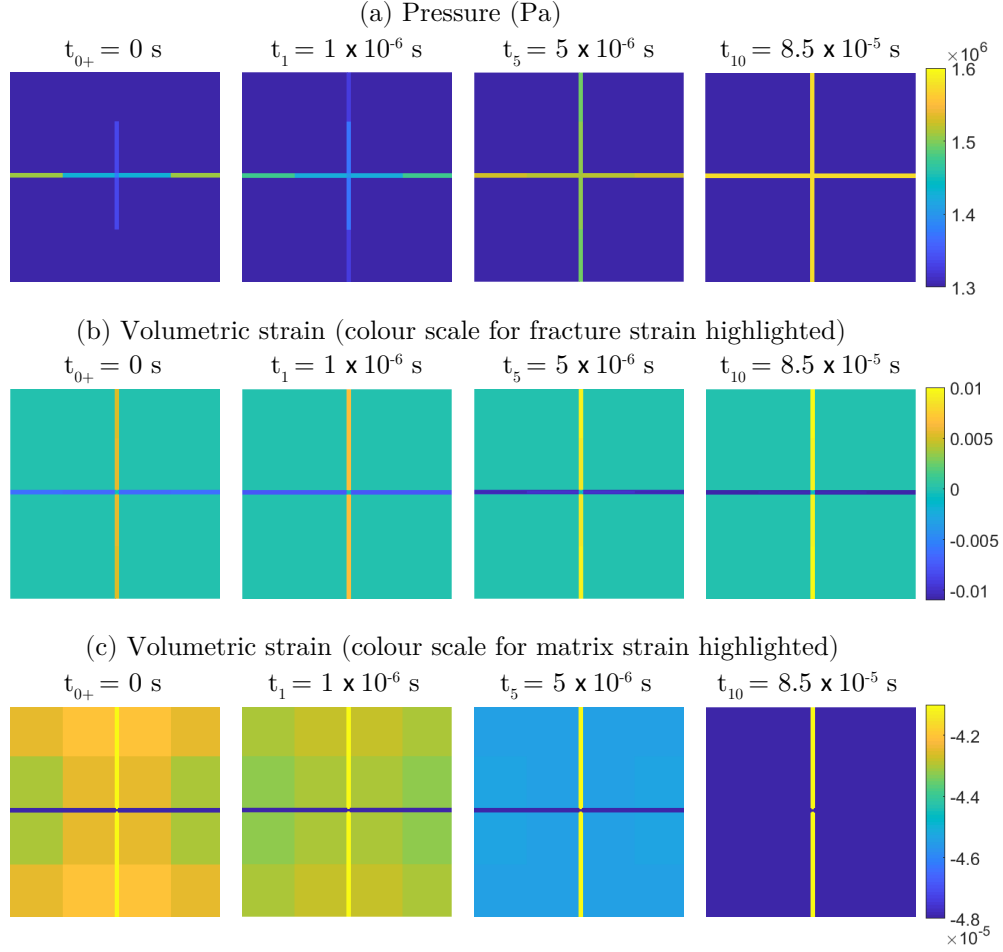 (a) Pressure (Pa)
t₀₊ = 0 s
t₁ = 1 x 10⁻⁶ s
t₅ = 5 x 10⁻⁶ s
t₁₀ = 8.5 x 10⁻⁵ s
×10⁶
1.6
1.5
1.4
1.3
(b) Volumetric strain (colour scale for fracture strain highlighted)
t₀₊ = 0 s
t₁ = 1 x 10⁻⁶ s
t₅ = 5 x 10⁻⁶ s
t₁₀ = 8.5 x 10⁻⁵ s
0.01
0.005
0
-0.005
-0.01
(c) Volumetric strain (colour scale for matrix strain highlighted)
t₀₊ = 0 s
t₁ = 1 x 10⁻⁶ s
t₅ = 5 x 10⁻⁶ s
t₁₀ = 8.5 x 10⁻⁵ s
-4.2
-4.4
-4.6
-4.8
×10⁻⁵